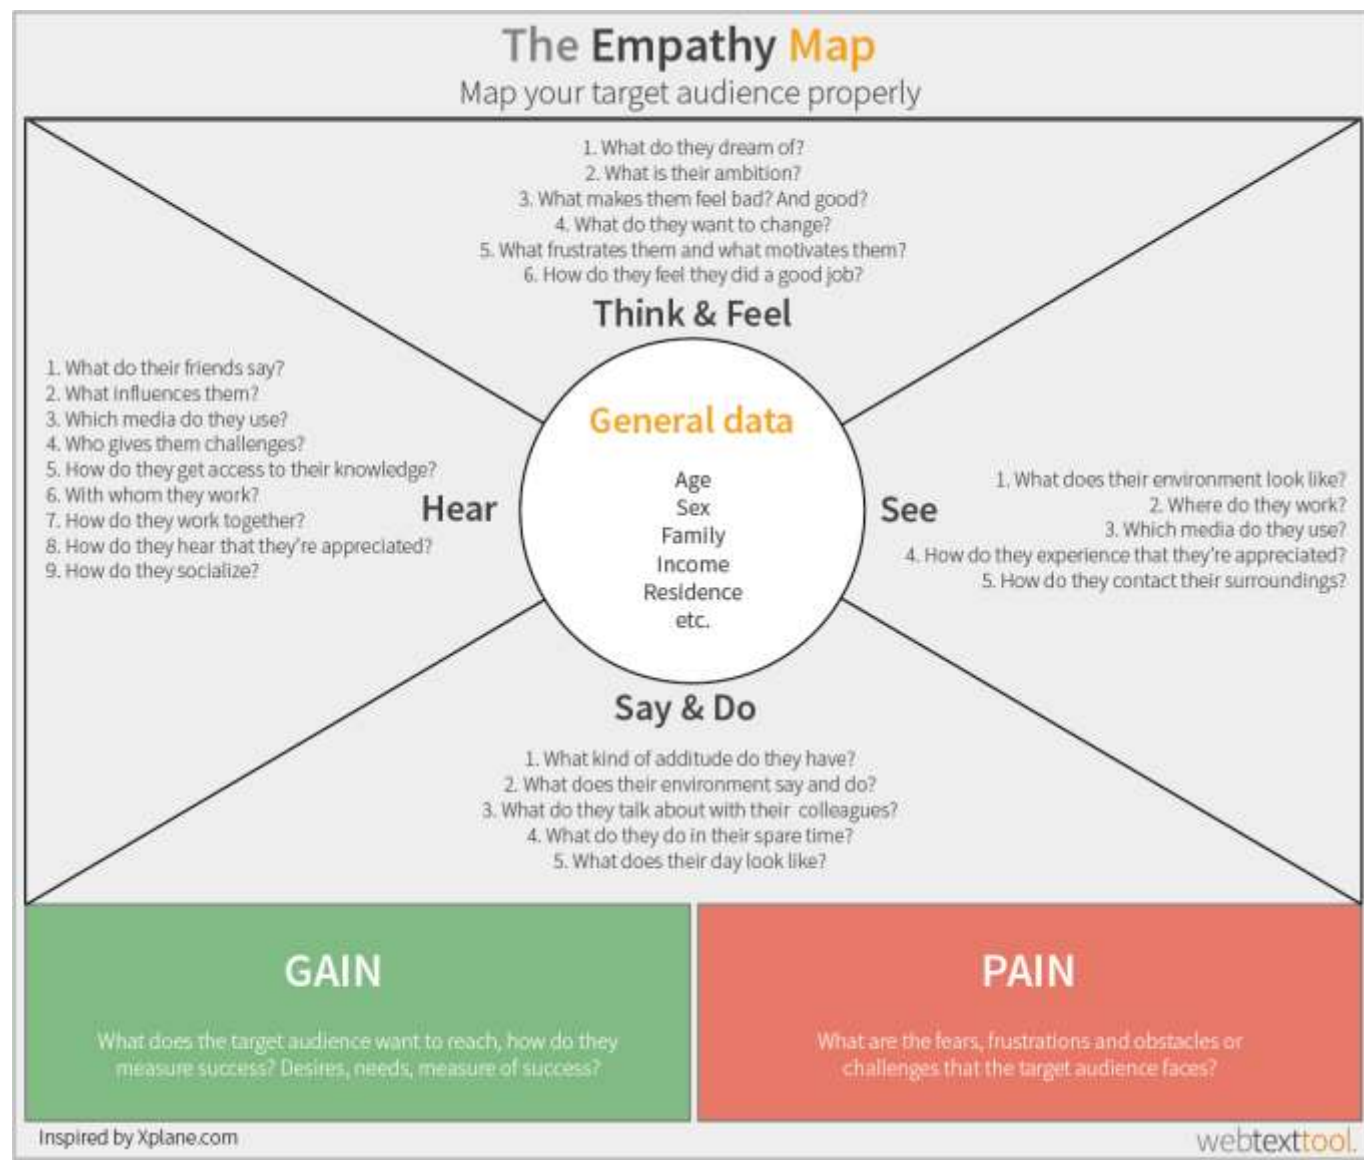 The Empathy Map
Map your target audience properly
1. What do they dream of?
2. What is their ambition?
3. What makes them feel bad? And good?
4. What do they want to change?
5. What frustrates them and what motivates them?
6. How do they feel they did a good job?
Think & Feel
1. What do their friends say?
2. What influences them?
3. Which media do they use?
4. Who gives them challenges?
5. How do they get access to their knowledge?
6. With whom they work?
7. How do they work together?
8. How do they hear that they're appreciated?
9. How do they socialize?
Hear
General data
Age
Sex
Family
Income
Residence
etc.
See
1. What does their environment look like?
2. Where do they work?
3. Which media do they use?
4. How do they experience that they're appreciated?
5. How do they contact their surroundings?
Say & Do
1. What kind of additude do they have?
2. What does their environment say and do?
3. What do they talk about with their colleagues?
4. What do they do in their spare time?
5. What does their day look like?
GAIN
What does the target audience want to reach, how do they
measure success? Desires, needs, measure of success?
PAIN
What are the fears, frustrations and obstacles or
challenges that the target audience faces?
Inspired by Xplane.com
webtexttool.